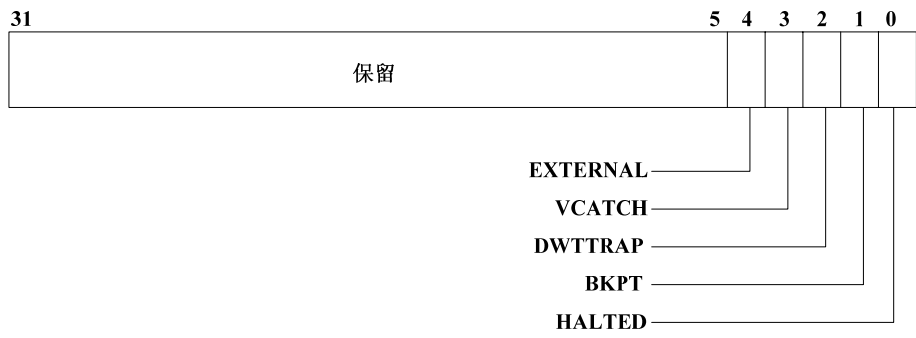 31 5 4 3 2 1 0
保留
EXTERNAL
VCATCH
DWTTRAP
BKPT
HALTED